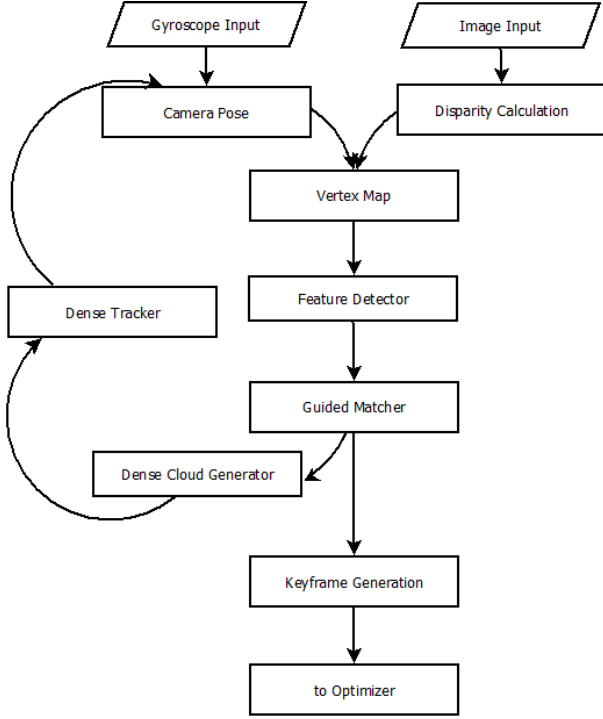 Gyroscope Input
Image Input
Camera Pose
Disparity Calculation
Vertex Map
Feature Detector
Dense Tracker
Guided Matcher
Dense Cloud Generator
Keyframe Generation
to Optimizer